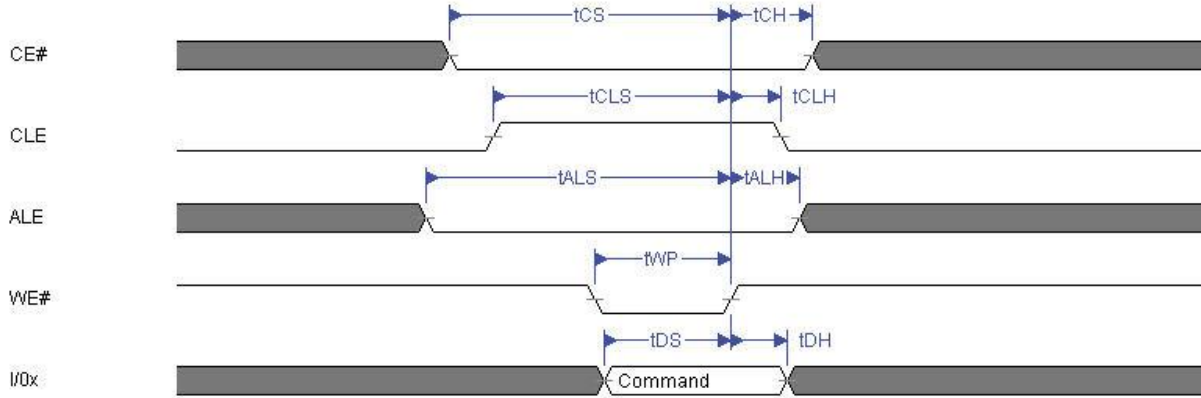 tCS tCH
CE#
tCLS tCLH
CLE
tALS tALH
ALE
tWP
WE#
tDS tDH
I/0x Command